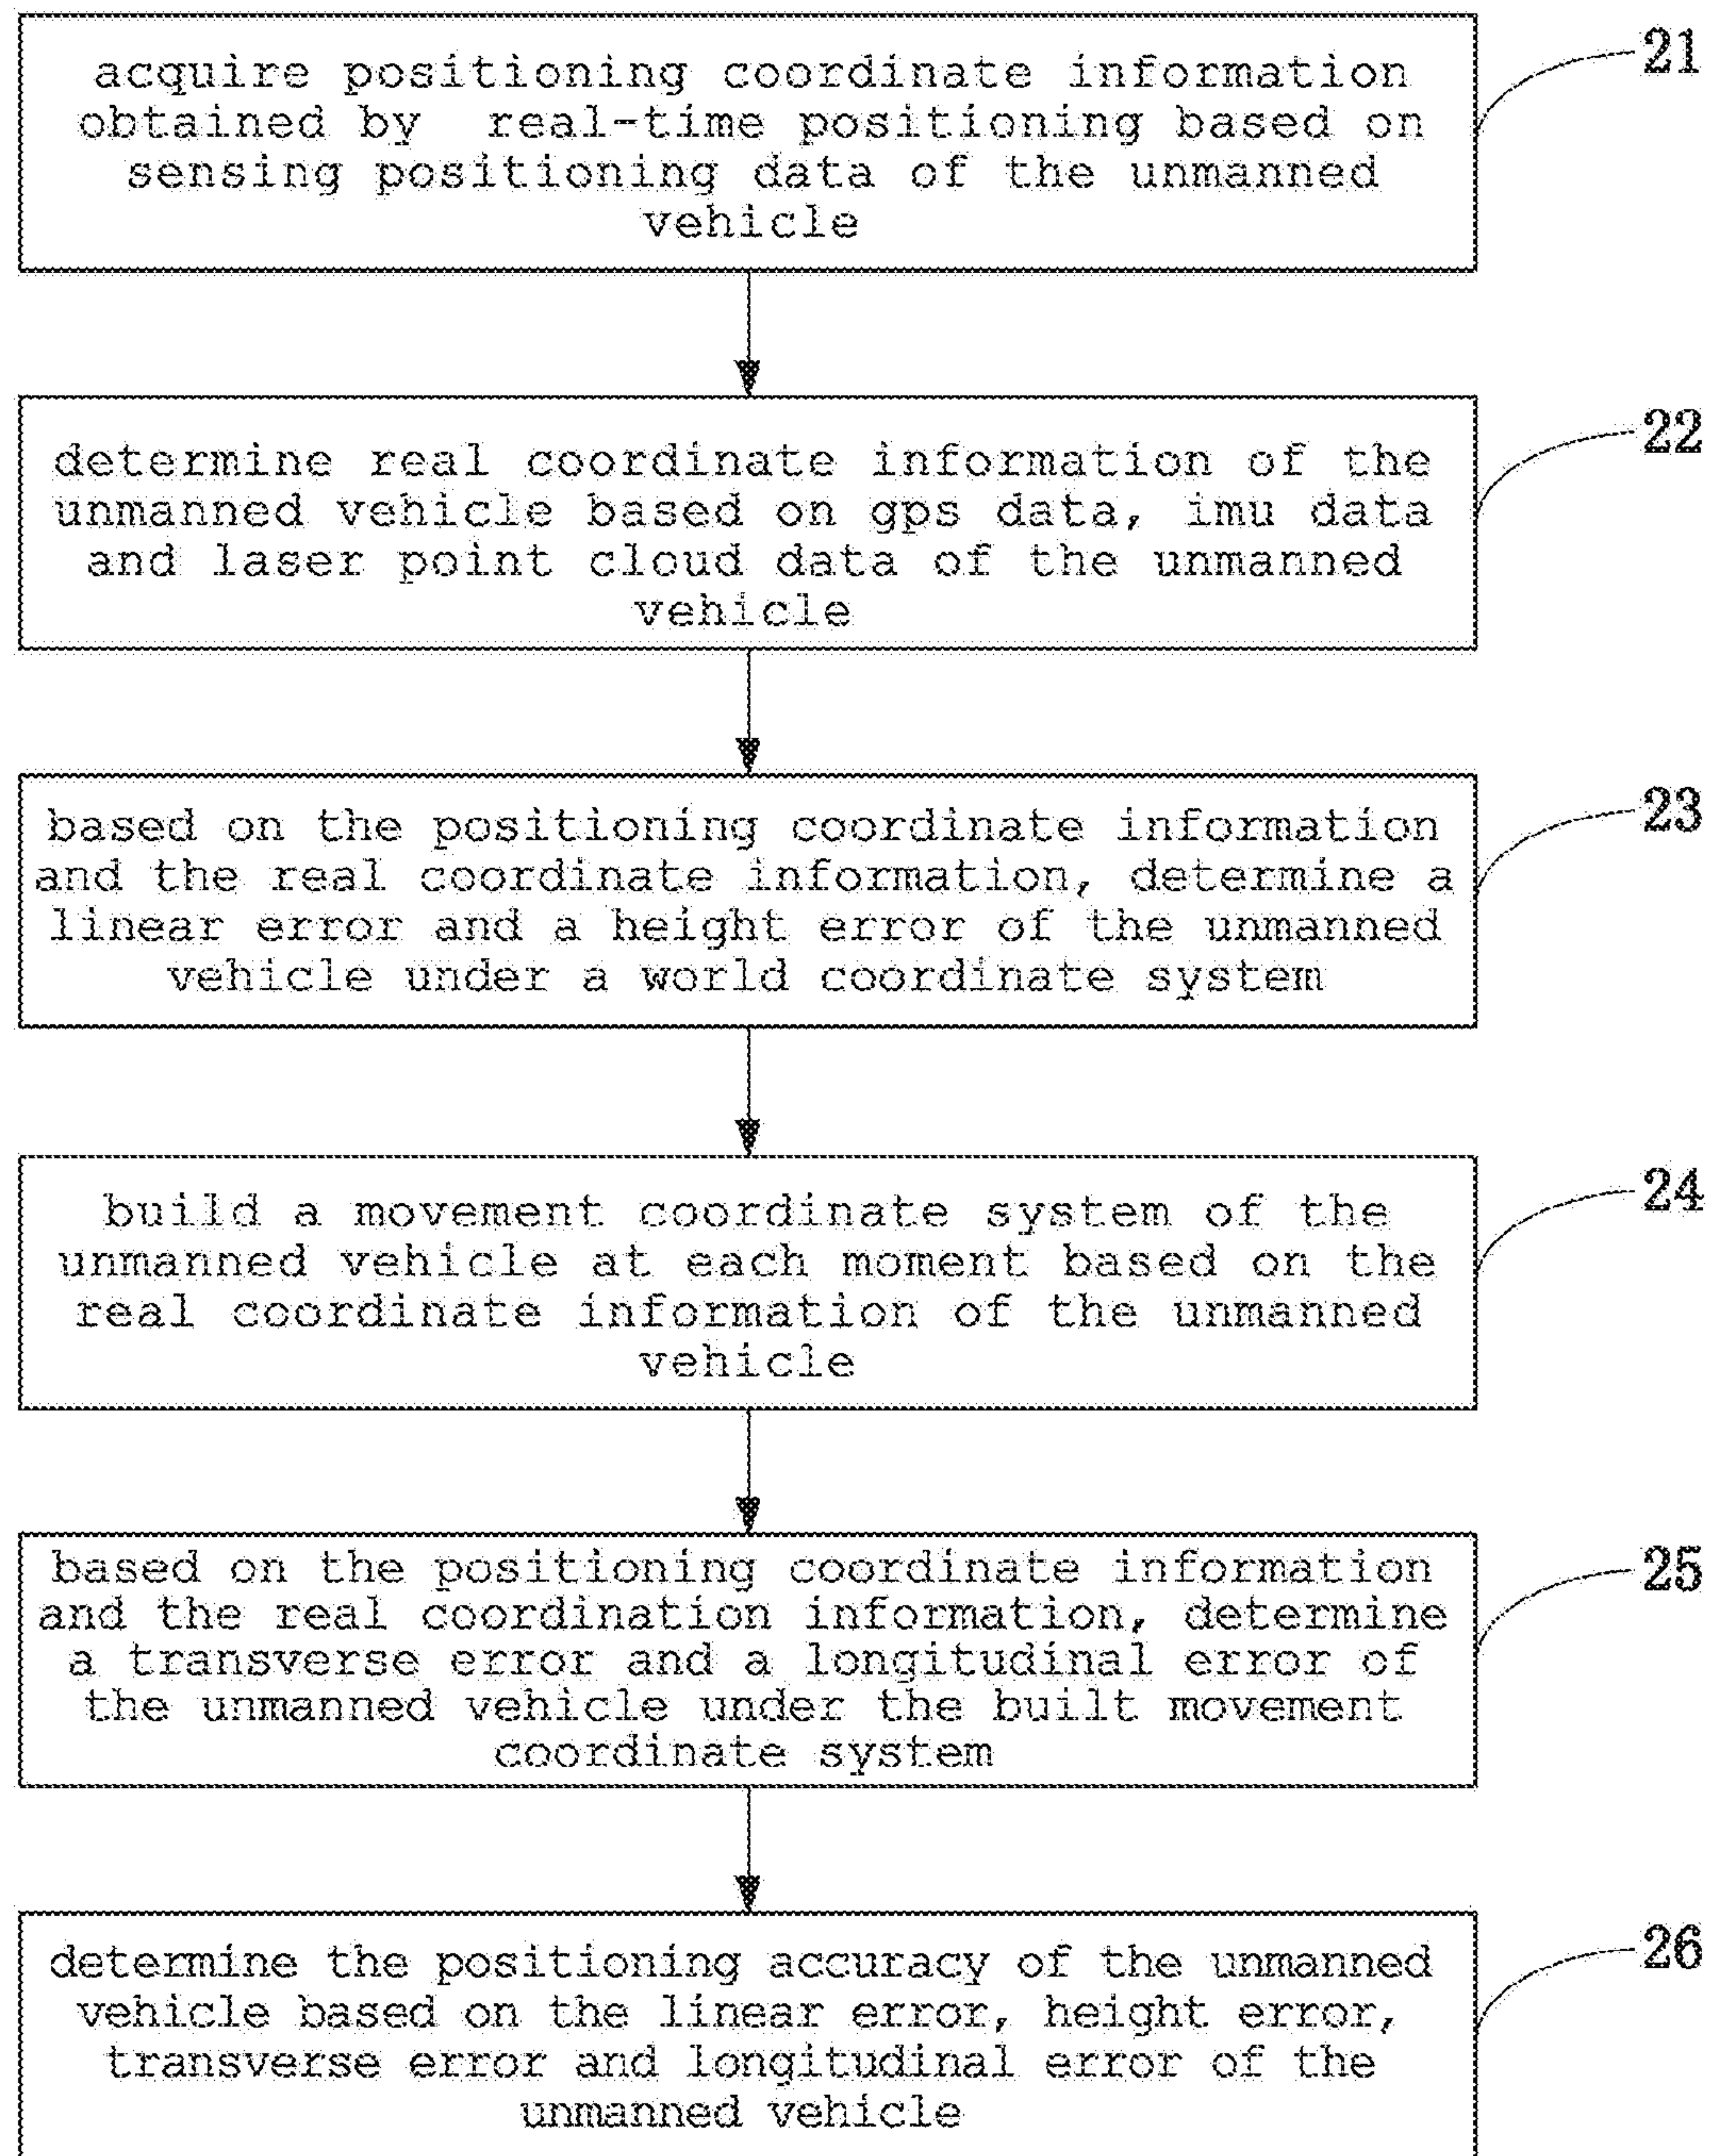 acquire positioning coordinate information
obtained by real-time positioning based on
sensing positioning data of the unmanned
vehicle
21
determine real coordinate information of the
unmanned vehicle based on gps data, imu data
and laser point cloud data of the unmanned
vehicle
22
based on the positioning coordinate information
and the real coordinate information, determine a
linear error and a height error of the unmanned
vehicle under a world coordinate system
23
build a movement coordinate system of the
unmanned vehicle at each moment based on the
real coordinate information of the unmanned
vehicle
24
based on the positioning coordinate information
and the real coordination information, determine
a transverse error and a longitudinal error of
the unmanned vehicle under the built movement
coordinate system
25
determine the positioning accuracy of the unmanned
vehicle based on the linear error, height error,
transverse error and longitudinal error of the
unmanned vehicle
26